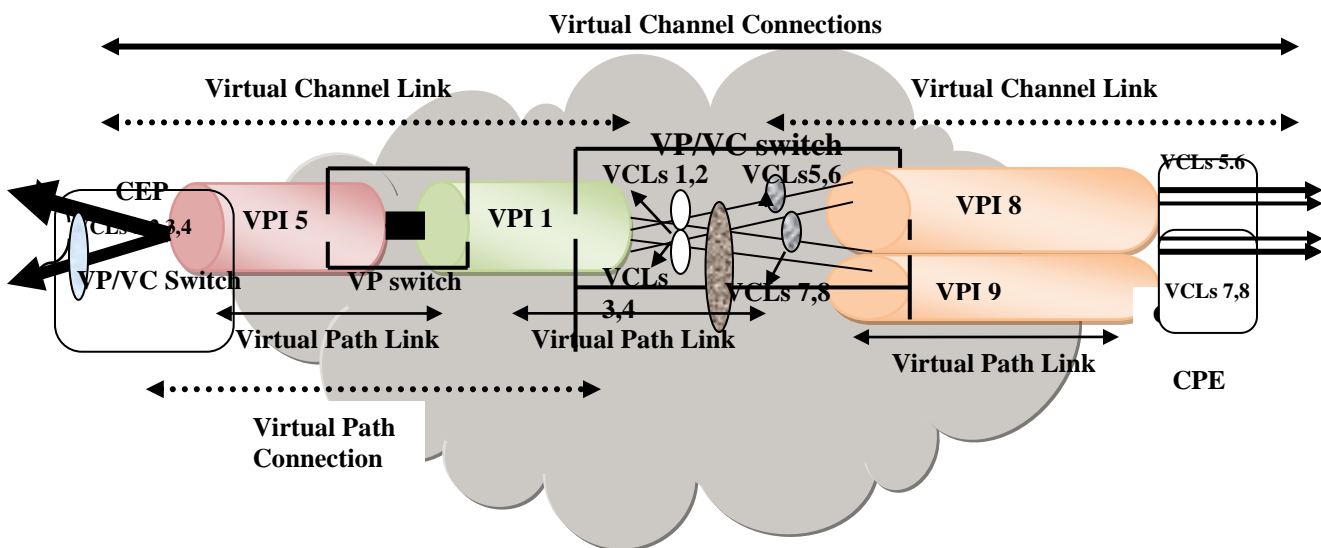 Virtual Channel Connections
Virtual Channel Link
Virtual Channel Link
VP/VC switch
VCLs 5.6
VCLs 1,2
VCLs5,6
CEP
VPI 5
VPI 1
VPI 8
3,4
VP/VC Switch
VP switch
VCLs
3,4
VCLs 7,8
VPI 9
VCLs 7,8
Virtual Path Link
Virtual Path Link
Virtual Path Link
CPE
Virtual Path
Connection